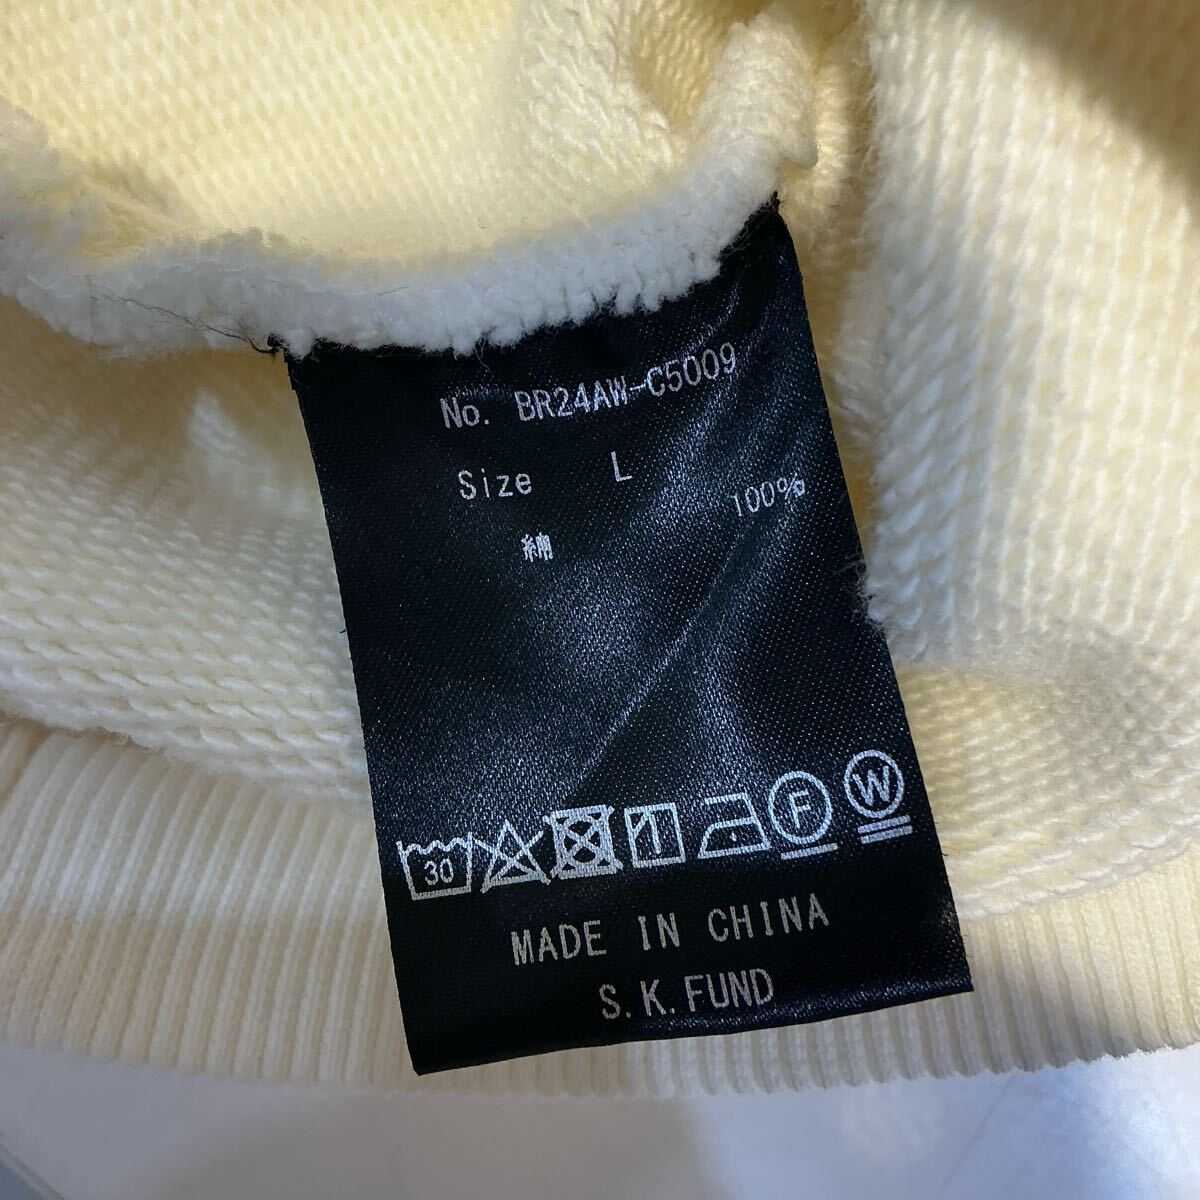 No. BR24AW-C5009
Size L
綿 100%
30 F W
MADE IN CHINA
S.K.FUND